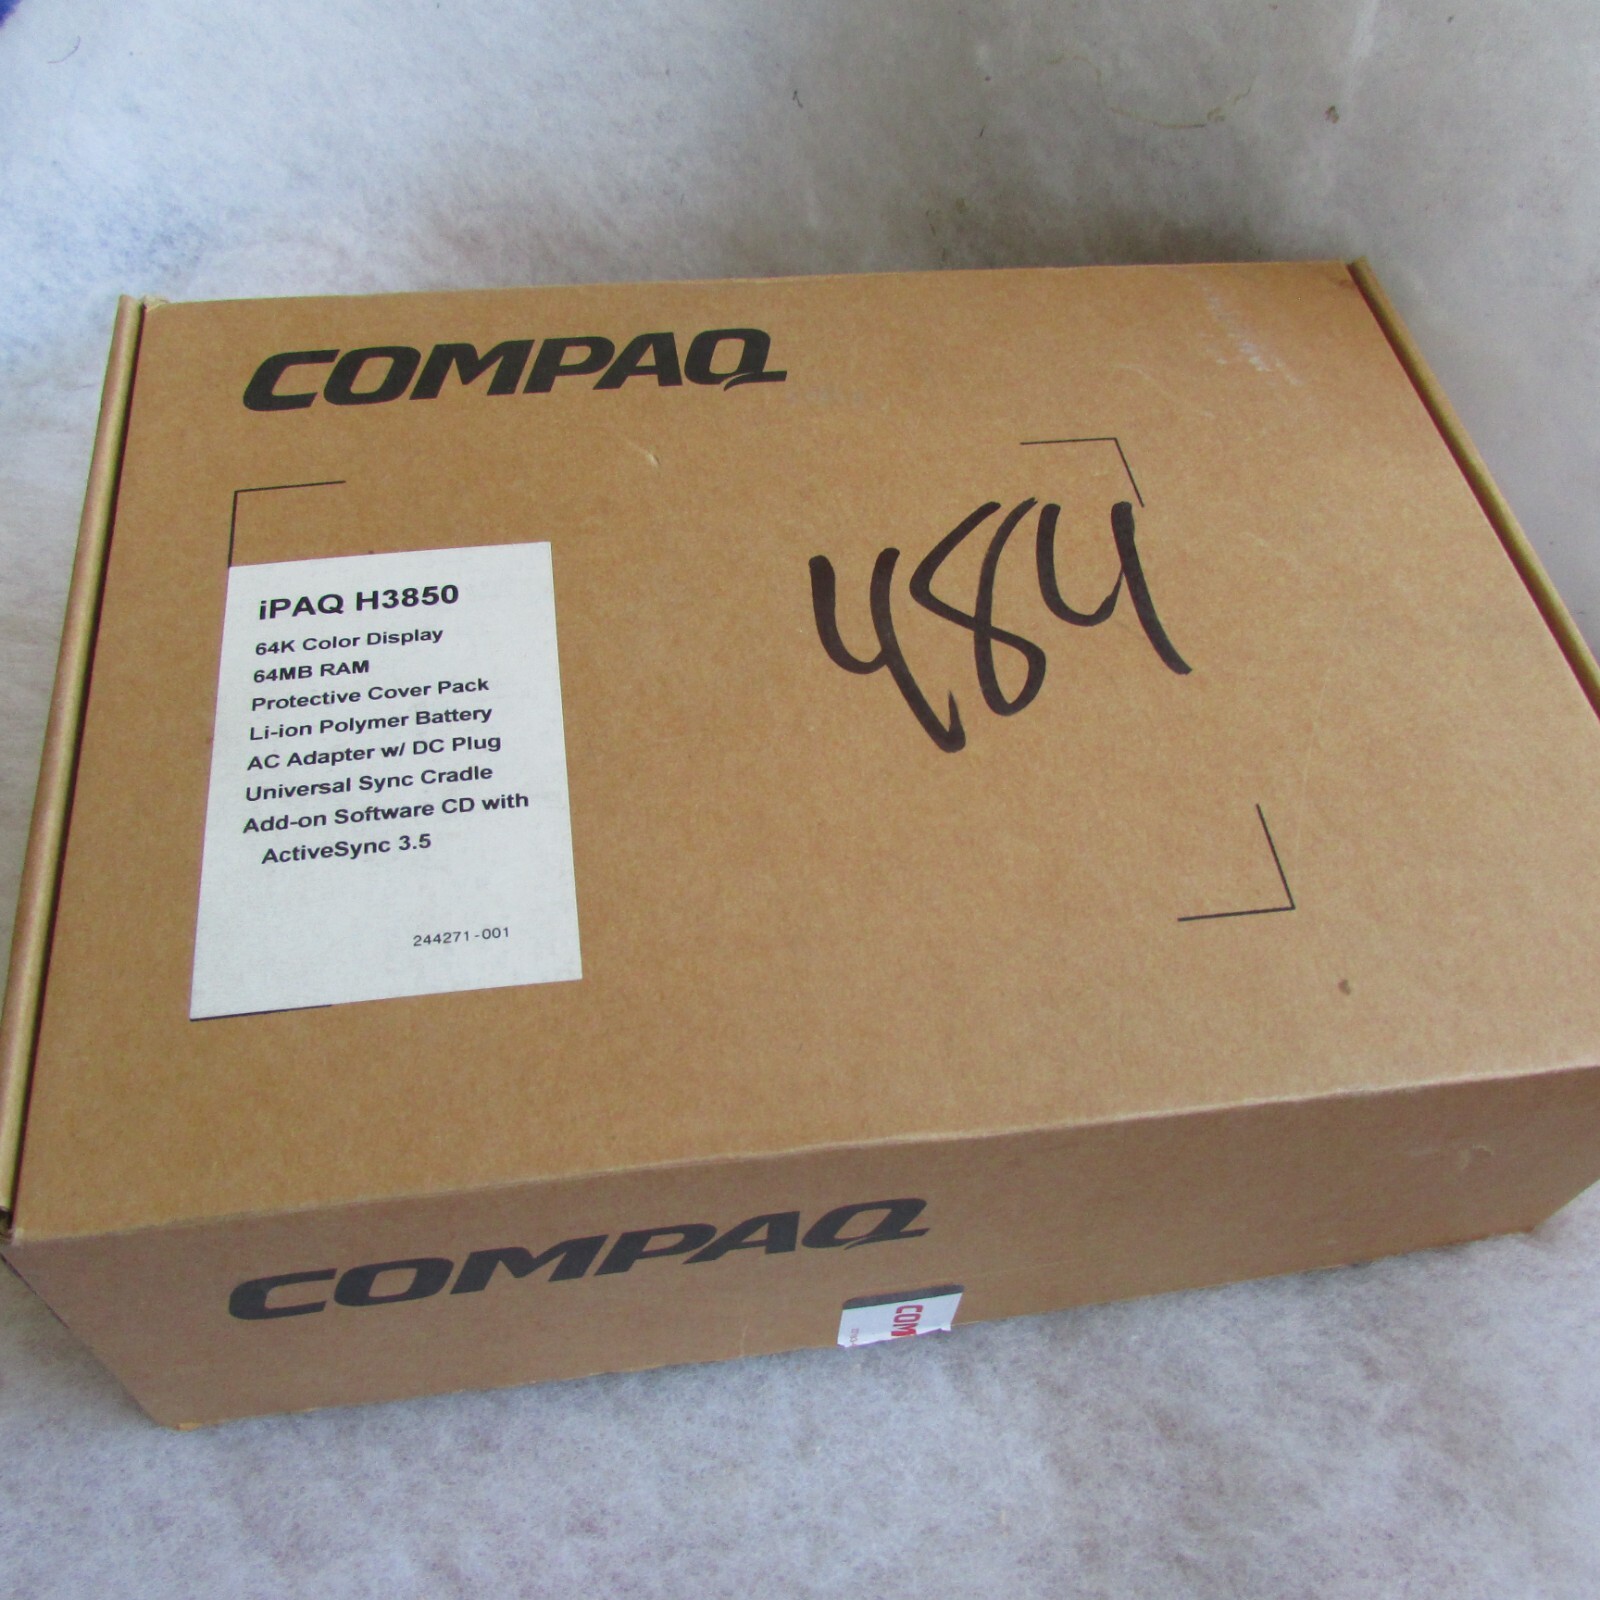 COMPAQ
484
iPAQ H3850
64K Color Display
64MB RAM
Protective Cover Pack
Li-ion Polymer Battery
AC Adapter w/ DC Plug
Universal Sync Cradle
Add-on Software CD with
ActiveSync 3.5
244271-001
COMPAQ
COM